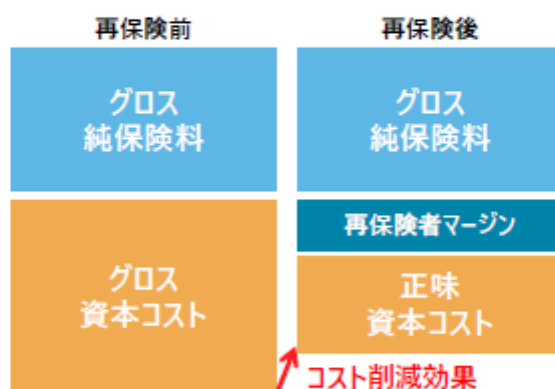 再保険前
再保険後
グロス
純保険料
グロス
純保険料
再保険者マージン
グロス
資本コスト
正味
資本コスト
コスト削減効果